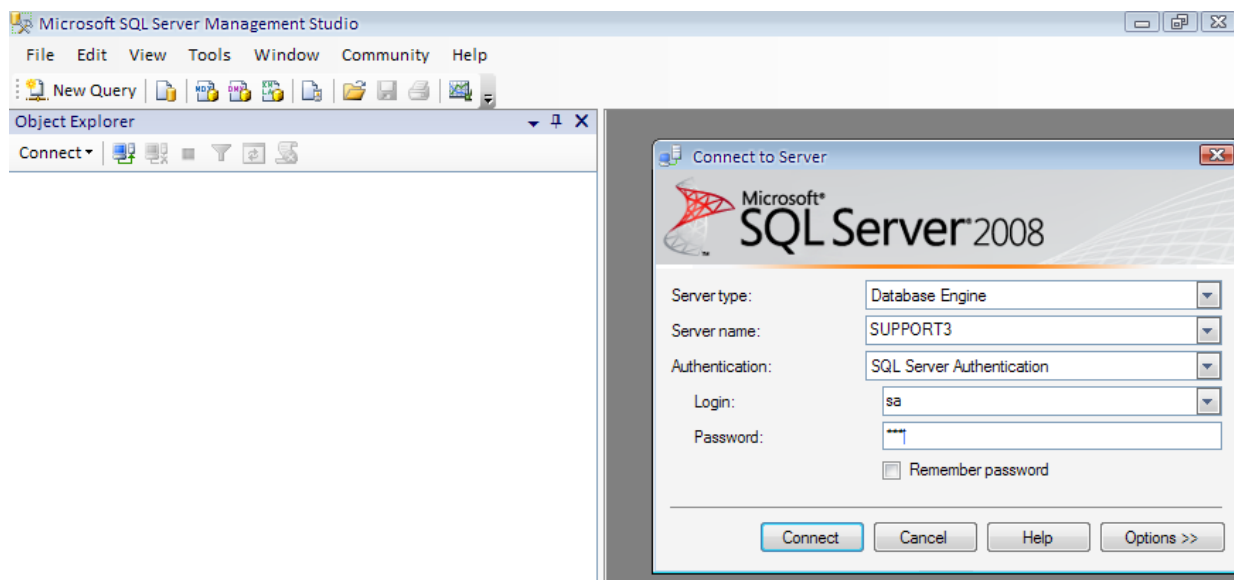 Microsoft SQL Server Management Studio
File Edit View Tools Window Community Help
New Query
Object Explorer
Connect
Connect to Server
Microsoft®
SQL Server® 2008
Server type: Database Engine
Server name: SUPPORT3
Authentication: SQL Server Authentication
Login: sa
Password: ***
Remember password
Connect Cancel Help Options >>